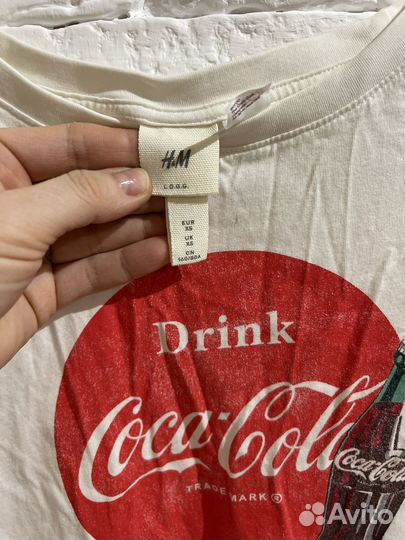 H&M
L.O.G.G.
EUR
XS
UK
XS
CN
160/80A
Drink
Coca-Cola
TRADE MARK ®
Coca-Cola
Avito